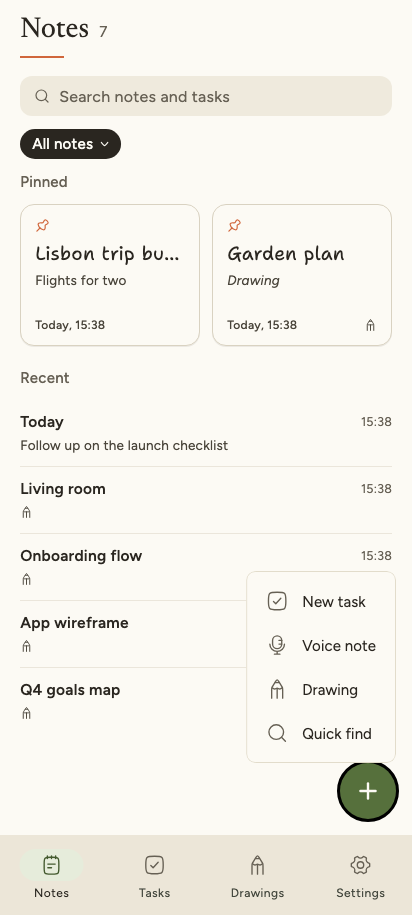 Notes 7
Search notes and tasks
All notes
Pinned
Lisbon trip bu...
Flights for two
Today, 15:38
Garden plan
Drawing
Today, 15:38
Recent
Today 15:38
Follow up on the launch checklist
Living room 15:38
Onboarding flow 15:38
App wireframe
Q4 goals map
New task
Voice note
Drawing
Quick find
Notes Tasks Drawings Settings